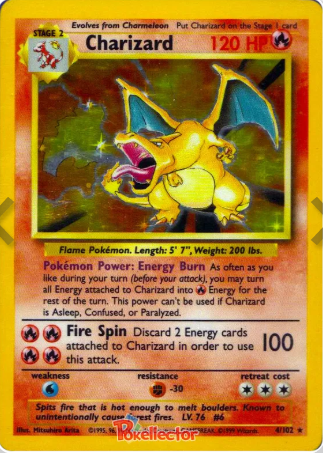 Evolves from Charmeleon Put Charizard on the Stage 1 card
STAGE 2
Charizard 120 HP
Flame Pokémon. Length: 5' 7", Weight: 200 lbs.
Pokémon Power: Energy Burn As often as you
like during your turn (before your attack), you may turn
all Energy attached to Charizard into Energy for the
rest of the turn. This power can't be used if Charizard
is Asleep, Confused, or Paralyzed.
Fire Spin Discard 2 Energy cards
attached to Charizard in order to use
this attack.
100
weakness resistance retreat cost
-30
Spits fire that is hot enough to melt boulders. Known to
unintentionally cause forest fires. LV. 76 #6
Illus. Mitsuhiro Arita ©1995, 96, ©1999 Wizards. 4/102 ★
Pokellector